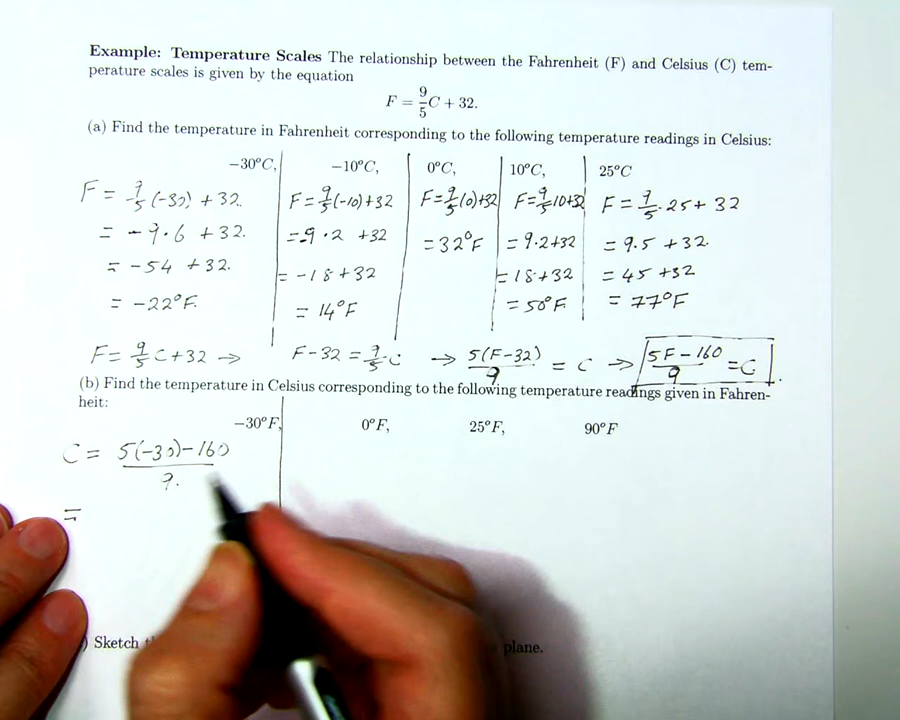 Example: Temperature Scales The relationship between the Fahrenheit (F) and Celsius (C) tem-
perature scales is given by the equation
F = 9/5 C + 32.
(a) Find the temperature in Fahrenheit corresponding to the following temperature readings in Celsius:
−30°C, −10°C, 0°C, 10°C, 25°C
F = 9/5 (-30) + 32. F = 9/5 (-10) + 32 F = 9/5 (0) + 32 F = 9/5 · 10 + 32 F = 9/5 · 25 + 32
= -9·6 + 32. = -9·2 + 32 = 32°F = 9·2 + 32 = 9·5 + 32.
= -54 + 32. = -18 + 32 = 18 + 32 = 45 + 32
= -22°F. = 14°F = 50°F = 77°F
F = 9/5 C + 32 → F - 32 = 9/5 · C → 5(F-32)/9 = C → 5F - 160/9 = C
(b) Find the temperature in Celsius corresponding to the following temperature readings given in Fahren-
heit:
−30°F, 0°F, 25°F, 90°F
C = 5(-30) - 160/9.
=
) Sketch plane.